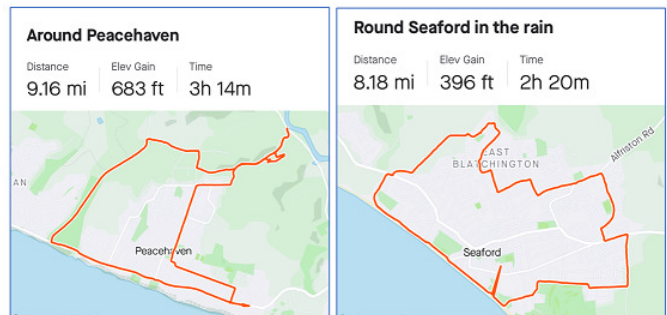 Around Peacehaven
Distance
Elev Gain
Time
9.16 mi
683 ft
3h 14m
AN
Peacehaven
Round Seaford in the rain
Distance
Elev Gain
Time
8.18 mi
396 ft
2h 20m
EAST
BLATCHINGTON
Alfriston Rd
Seaford